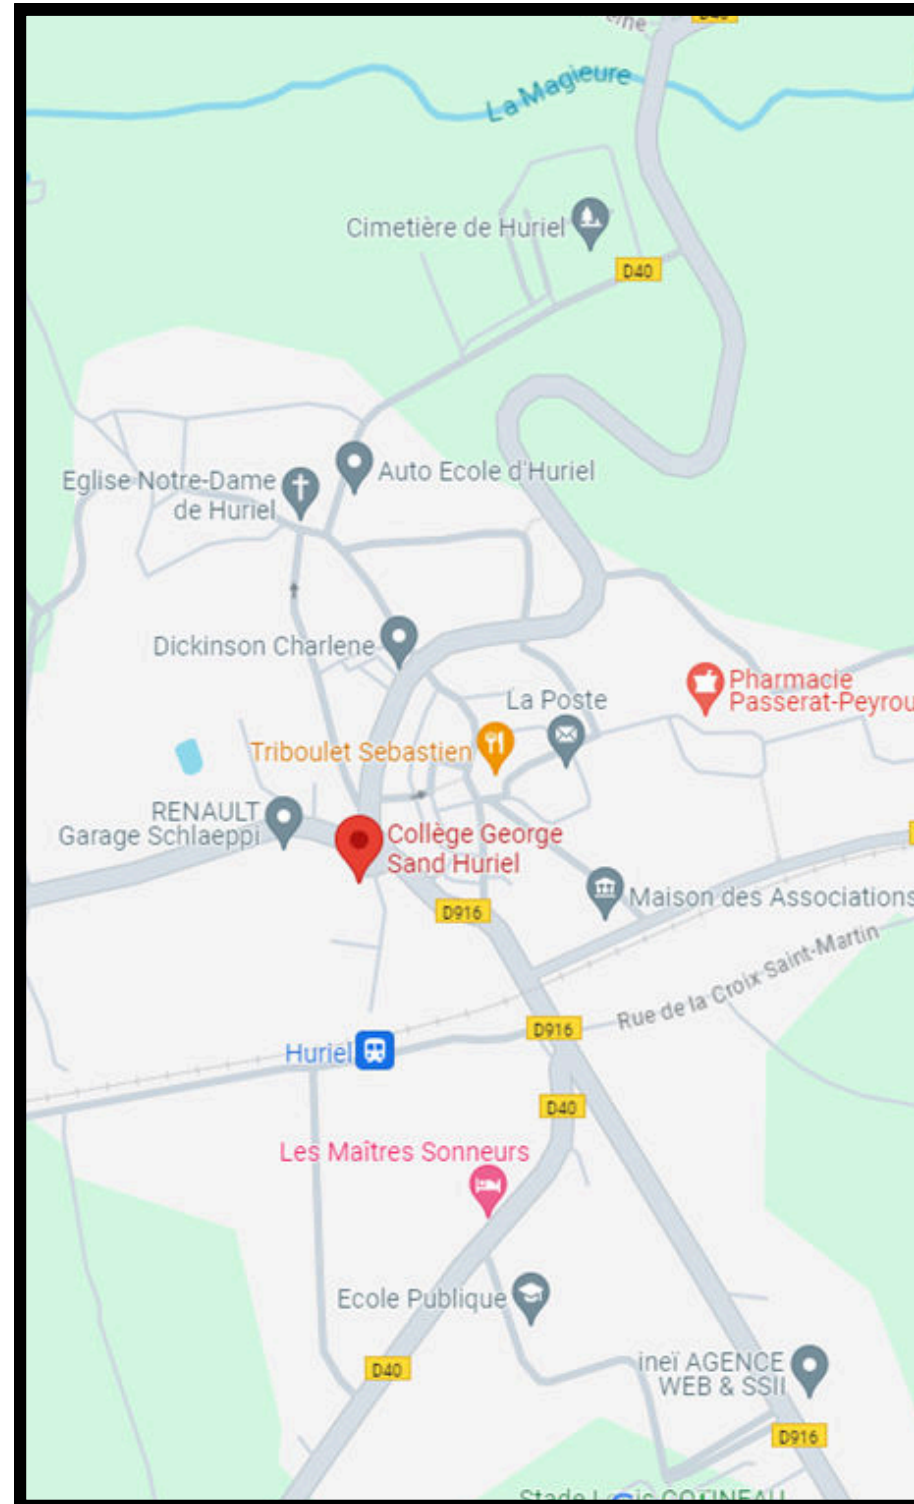 D40
La Magieure
Cimetière de Huriel
D40
Auto Ecole d'Huriel
Eglise Notre-Dame
de Huriel
Dickinson Charlene
Pharmacie
Passerat-Peyrou
La Poste
Triboulet Sebastien
RENAULT
Garage Schlaeppi
Collège George
Sand Huriel
Maison des Associations
D916
Rue de la Croix Saint-Martin
D916
Huriel
D40
Les Maîtres Sonneurs
Ecole Publique
ineï AGENCE
WEB & SSII
D40
D916